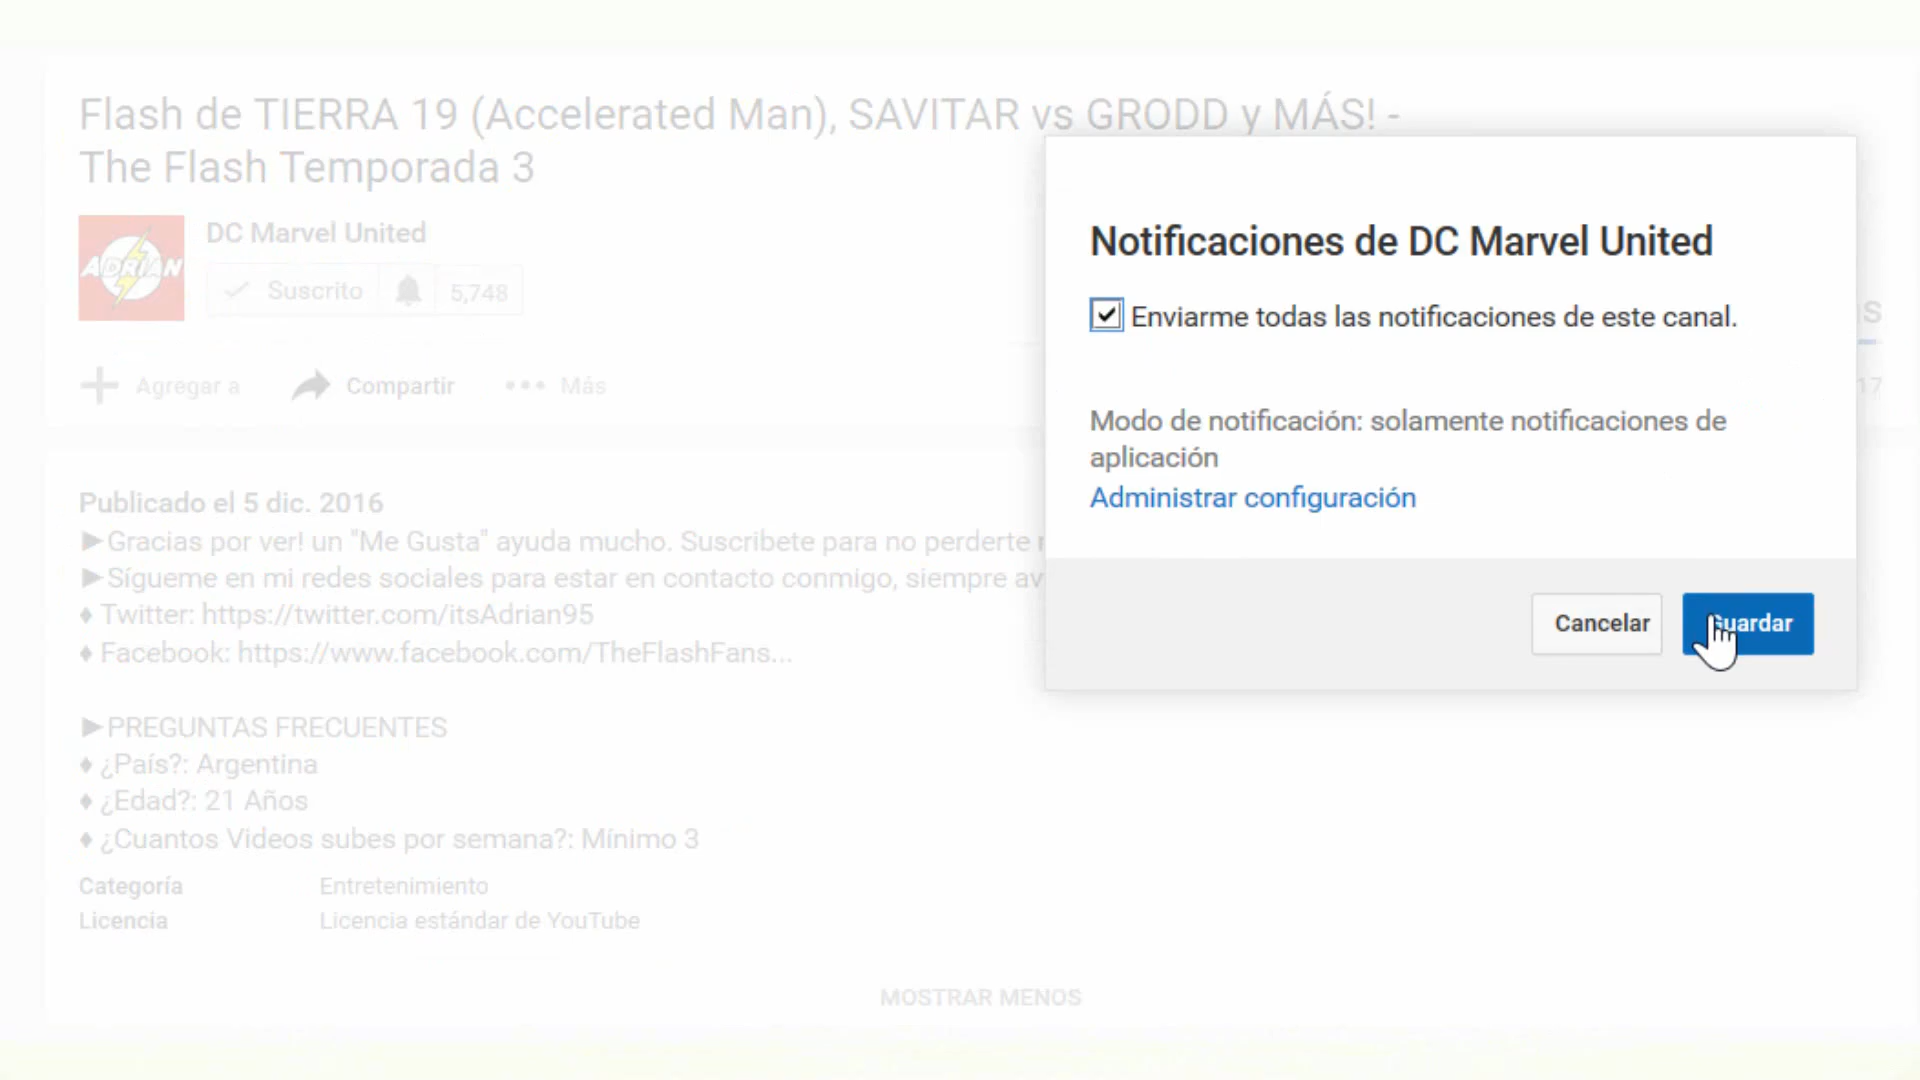 Flash de TIERRA 19 (Accelerated Man), SAVITAR vs GRODD y MÁS! -
The Flash Temporada 3
ADRIAN
DC Marvel United
Suscrito
5,748
Agregar a
Compartir
Más
Publicado el 5 dic. 2016
►Gracias por ver! un "Me Gusta" ayuda mucho. Suscribete para no perderte
►Sígueme en mi redes sociales para estar en contacto conmigo, siempre
♦ Twitter: https://twitter.com/itsAdrian95
♦ Facebook: https://www.facebook.com/TheFlashFans...
►PREGUNTAS FRECUENTES
♦ ¿País?: Argentina
♦ ¿Edad?: 21 Años
♦ ¿Cuantos Videos subes por semana?: Mínimo 3
Categoría Entretenimiento
Licencia Licencia estándar de YouTube
MOSTRAR MENOS
Notificaciones de DC Marvel United
Enviarme todas las notificaciones de este canal.
Modo de notificación: solamente notificaciones de
aplicación
Administrar configuración
Cancelar
Guardar